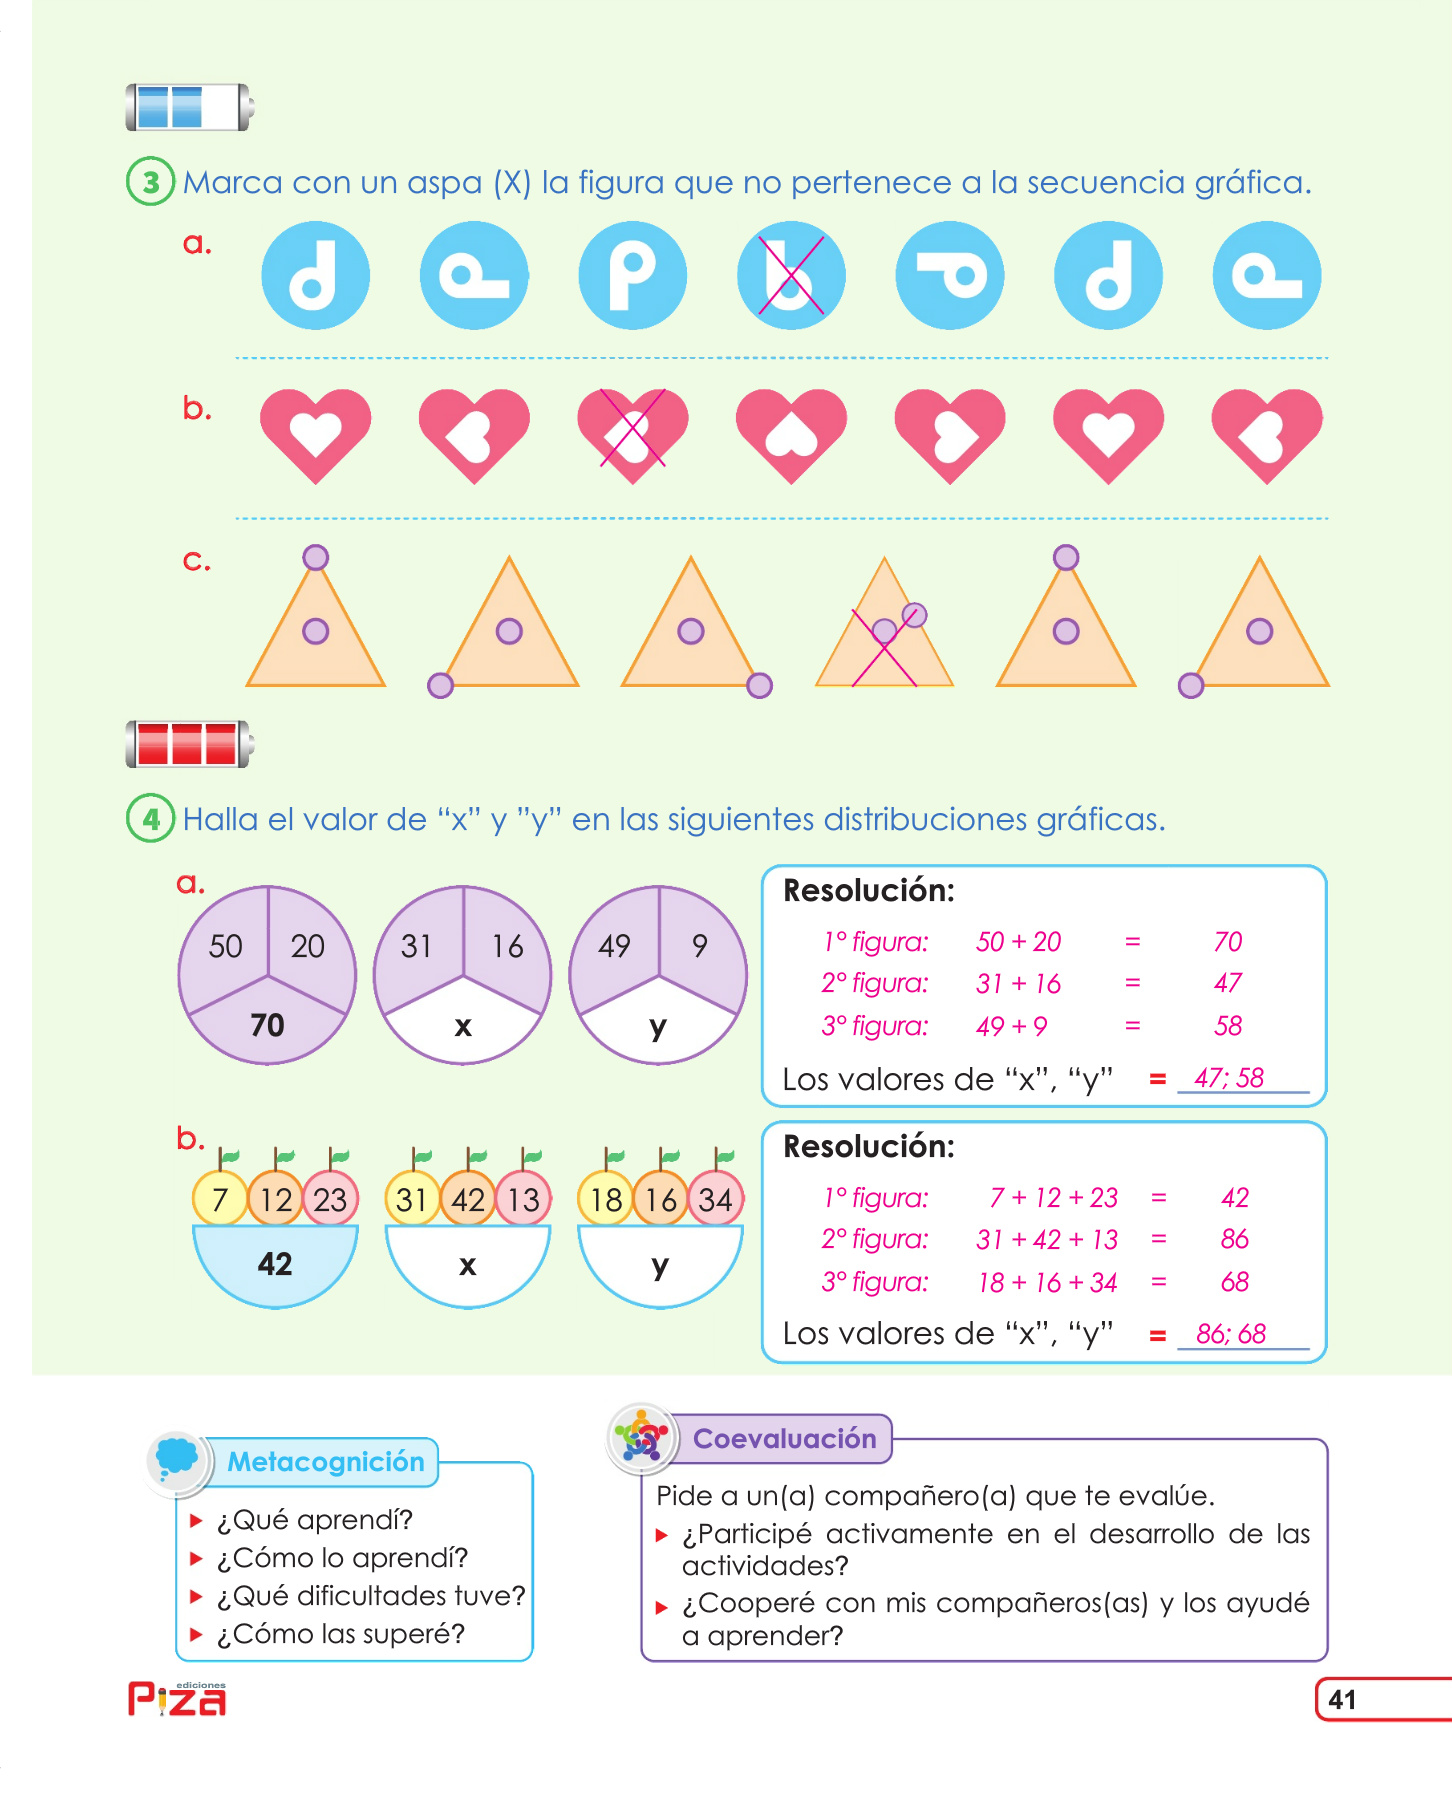 3 Marca con un aspa (X) la figura que no pertenece a la secuencia gráfica.
a.
b.
c.
4 Halla el valor de “x” y ”y” en las siguientes distribuciones gráficas.
a.
50 20 31 16 49 9
70 x y
Resolución:
1° figura: 50 + 20 = 70
2° figura: 31 + 16 = 47
3° figura: 49 + 9 = 58
Los valores de “x”, “y” = 47; 58
b.
7 12 23 31 42 13 18 16 34
42 x y
Resolución:
1° figura: 7 + 12 + 23 = 42
2° figura: 31 + 42 + 13 = 86
3° figura: 18 + 16 + 34 = 68
Los valores de “x”, “y” = 86; 68
Metacognición
¿Qué aprendí?
¿Cómo lo aprendí?
¿Qué dificultades tuve?
¿Cómo las superé?
Coevaluación
Pide a un(a) compañero(a) que te evalúe.
¿Participé activamente en el desarrollo de las
actividades?
¿Cooperé con mis compañeros(as) y los ayudé
a aprender?
ediciones
Piza
41